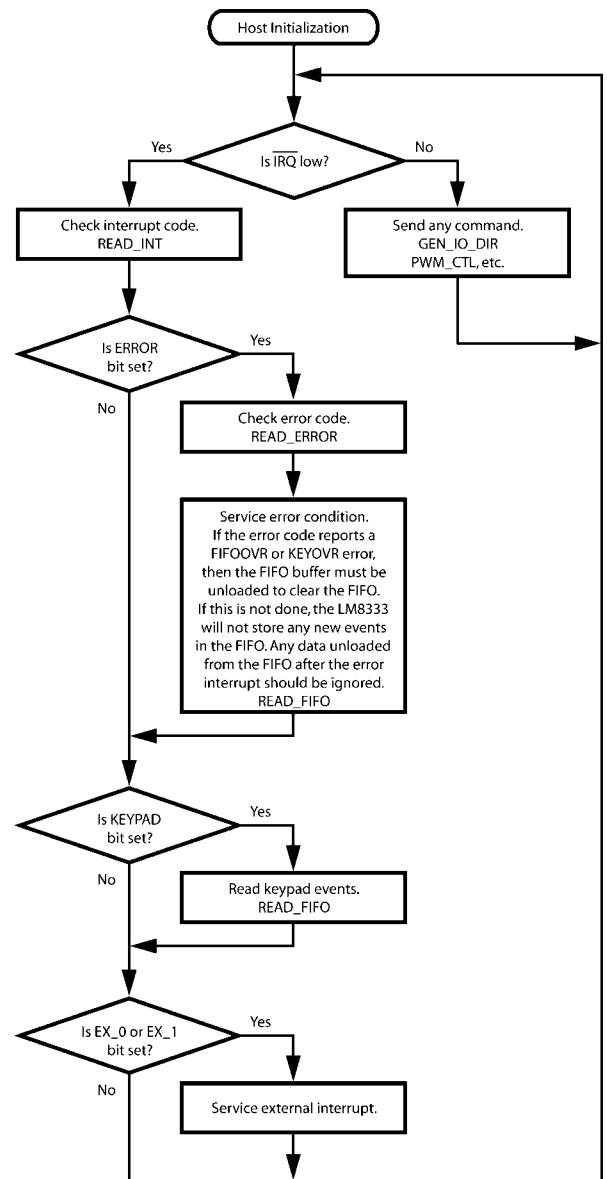 Host Initialization
Is IRQ low?
Yes
No
Check interrupt code.
READ_INT
Send any command.
GEN_IO_DIR
PWM_CTL, etc.
Is ERROR
bit set?
Yes
No
Check error code.
READ_ERROR
Service error condition.
If the error code reports a
FIFOOVR or KEYOVR error,
then the FIFO buffer must be
unloaded to clear the FIFO.
If this is not done, the LM8333
will not store any new events
in the FIFO. Any data unloaded
from the FIFO after the error
interrupt should be ignored.
READ_FIFO
Is KEYPAD
bit set?
Yes
No
Read keypad events.
READ_FIFO
Is EX_0 or EX_1
bit set?
Yes
No
Service external interrupt.